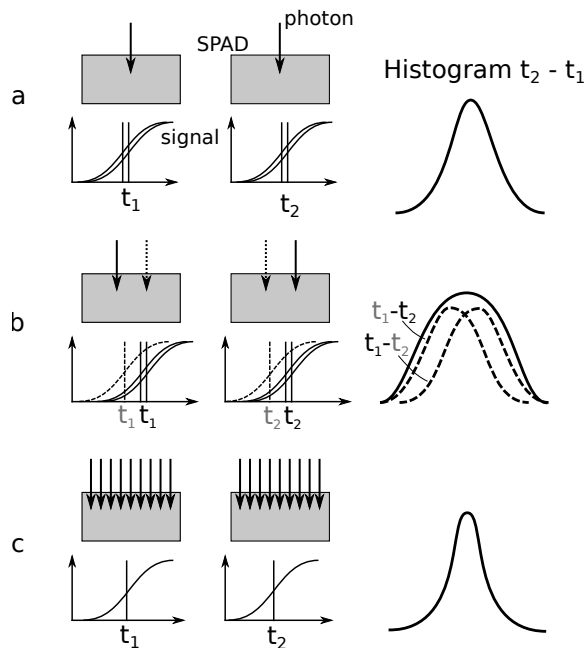 photon
SPAD
Histogram t₂ - t₁
a
signal
t₁
t₂
b
t₁-t₂
t₁-t₂
t₁ t₁
t₂ t₂
c
t₁
t₂